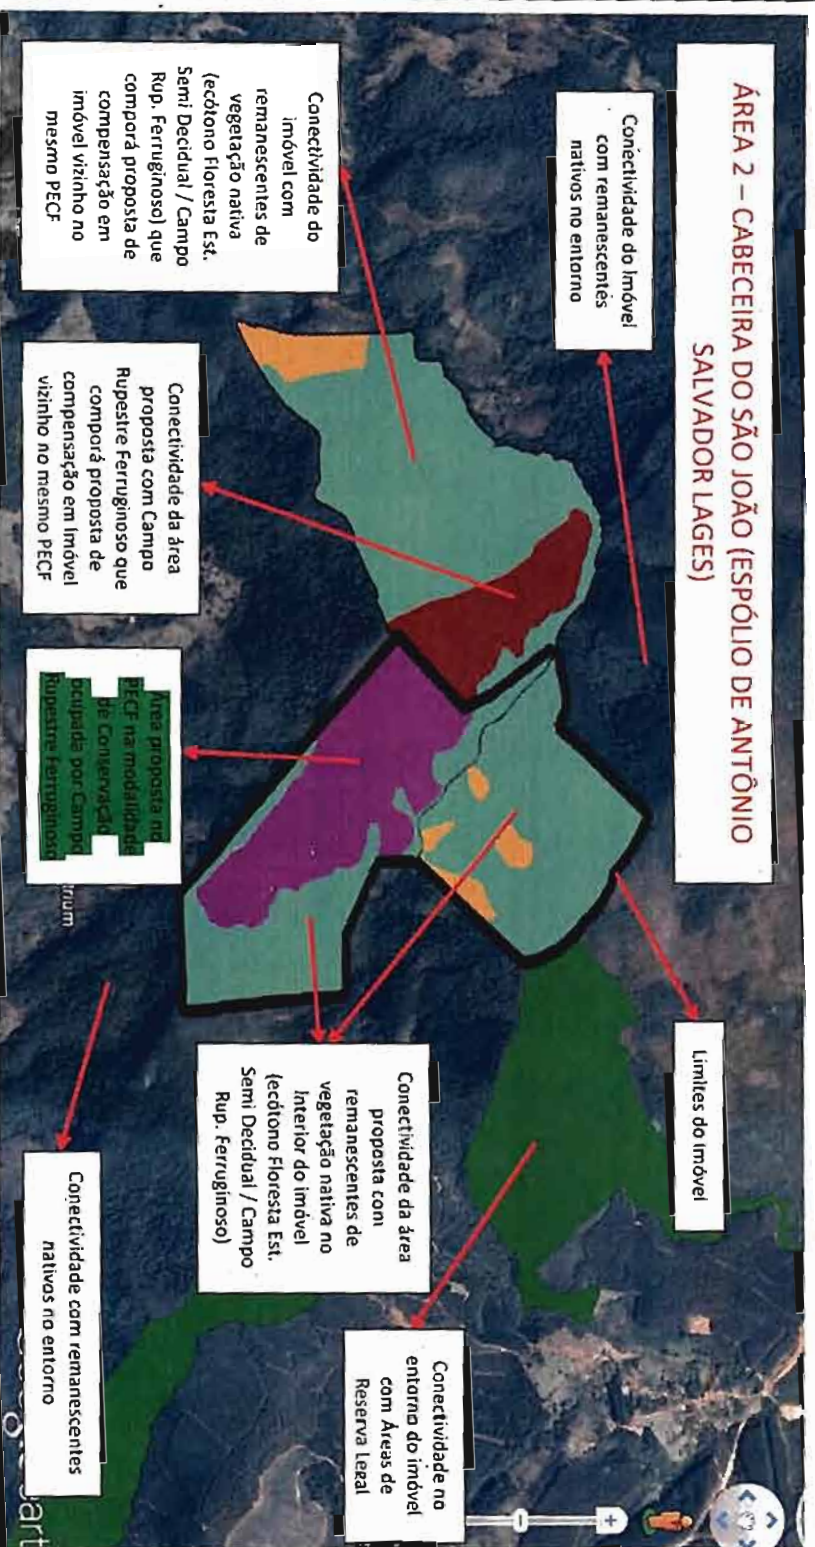 ÁREA 2 – CABECEIRA DO SÃO JOÃO (ESPÓLIO DE ANTÔNIO
SALVADOR LAGES)
Conectividade do Imóvel
com remanescentes
nativos no entorno
Limites do Imóvel
Conectividade do
imóvel com
remanescentes de
vegetação nativa
(ecótono Floresta Est.
Semi Decidual / Campo
Rup. Ferruginoso) que
comporá proposta de
compensação em
imóvel vizinho no
mesmo PECF
Conectividade da área
proposta com Campo
Rupestre Ferruginoso que
comporá proposta de
compensação em Imóvel
vizinho no mesmo PECF
Área proposta no
PECF na modalidade
de Conservação
ocupada por Campo
Rupestre Ferruginoso
Conectividade da área
proposta com
remanescentes de
vegetação nativa no
Interior do imóvel
(ecótono Floresta Est.
Semi Decidual / Campo
Rup. Ferruginoso)
Conectividade no
entorno do imóvel
com Áreas de
Reserva Legal
Conectividade com remanescentes
nativos no entorno